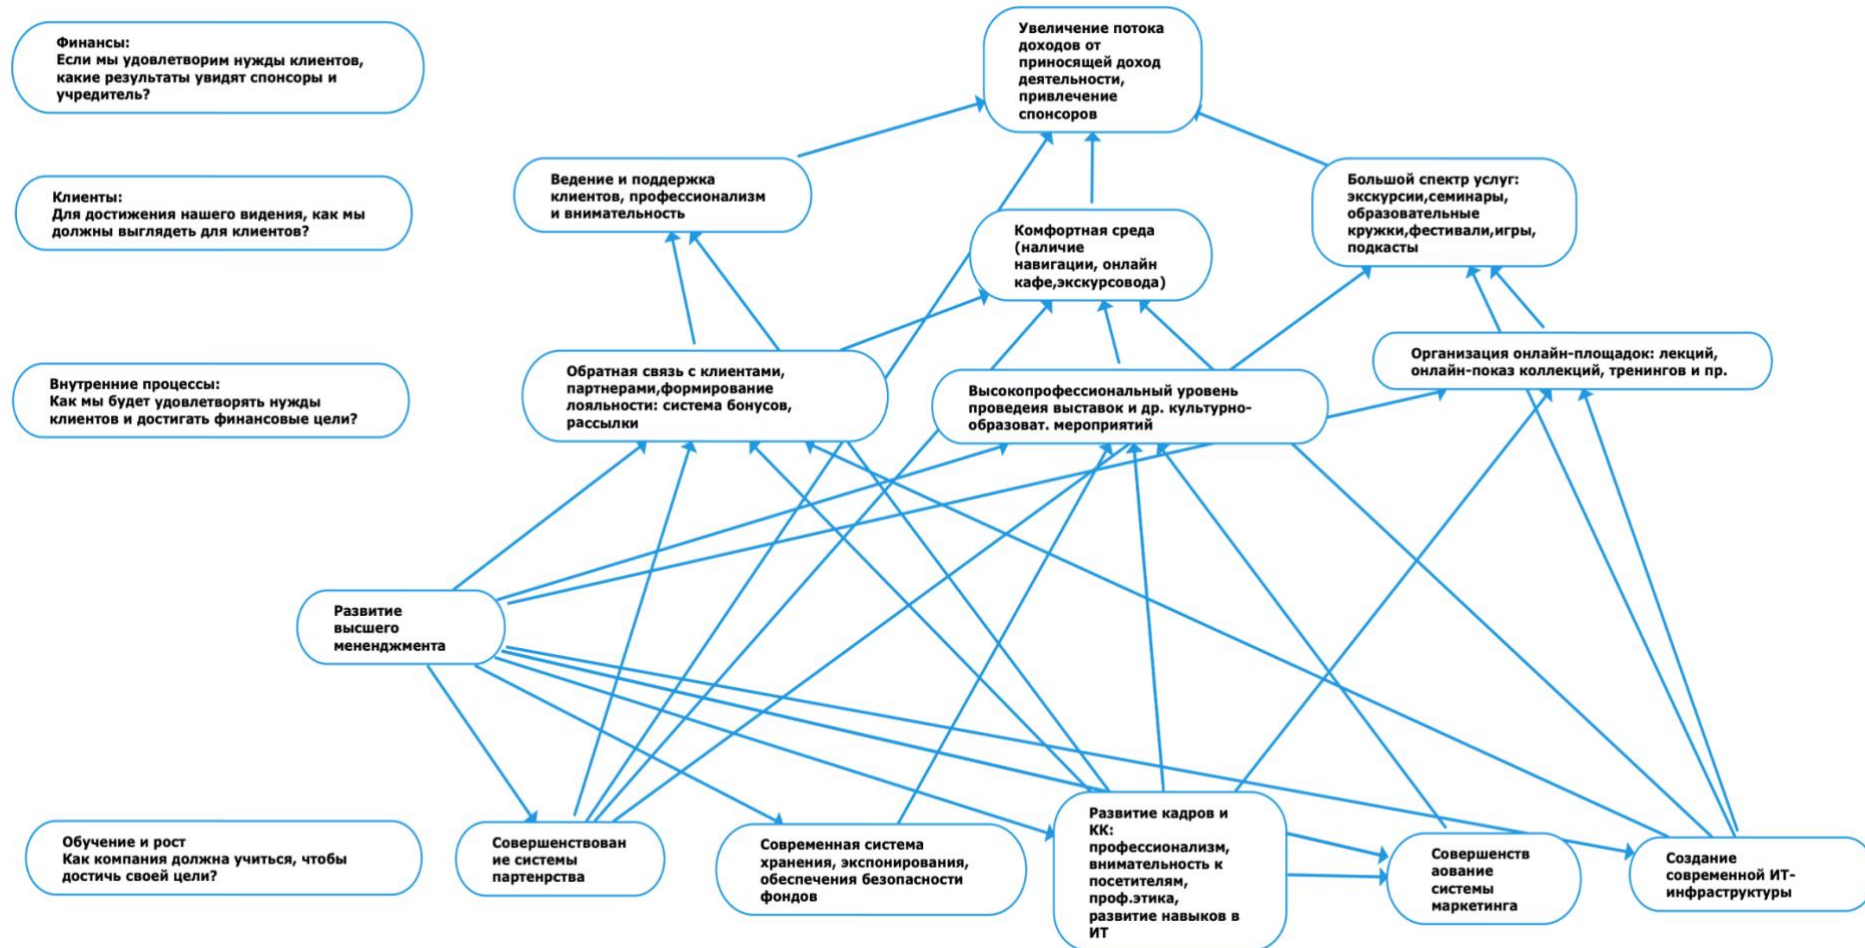 Финансы:
Если мы удовлетворим нужды клиентов,
какие результаты увидят спонсоры и
учредитель?
Увеличение потока
доходов от
приносящей доход
деятельности,
привлечение
спонсоров
Клиенты:
Для достижения нашего видения, как мы
должны выглядеть для клиентов?
Ведение и поддержка
клиентов, профессионализм
и внимательность
Комфортная среда
(наличие
навигации, онлайн
кафе,экскурсовода)
Большой спектр услуг:
экскурсии,семинары,
образовательные
кружки,фестивали,игры,
подкасты
Внутренние процессы:
Как мы будет удовлетворять нужды
клиентов и достигать финансовые цели?
Обратная связь с клиентами,
партнерами,формирование
лояльности: система бонусов,
рассылки
Высокопрофессиональный уровень
проведеия выставок и др. культурно-
образоват. мероприятий
Организация онлайн-площадок: лекций,
онлайн-показ коллекций, тренингов и пр.
Развитие
высшего
мененджмента
Обучение и рост
Как компания должна учиться, чтобы
достичь своей цели?
Совершенствован
ие системы
партенрства
Современная система
хранения, экспонирования,
обеспечения безопасности
фондов
Развитие кадров и
КК:
профессионализм,
внимательность к
посетителям,
проф.этика,
развитие навыков в
ИТ
Совершенств
аование
системы
маркетинга
Создание
современной ИТ-
инфраструктуры